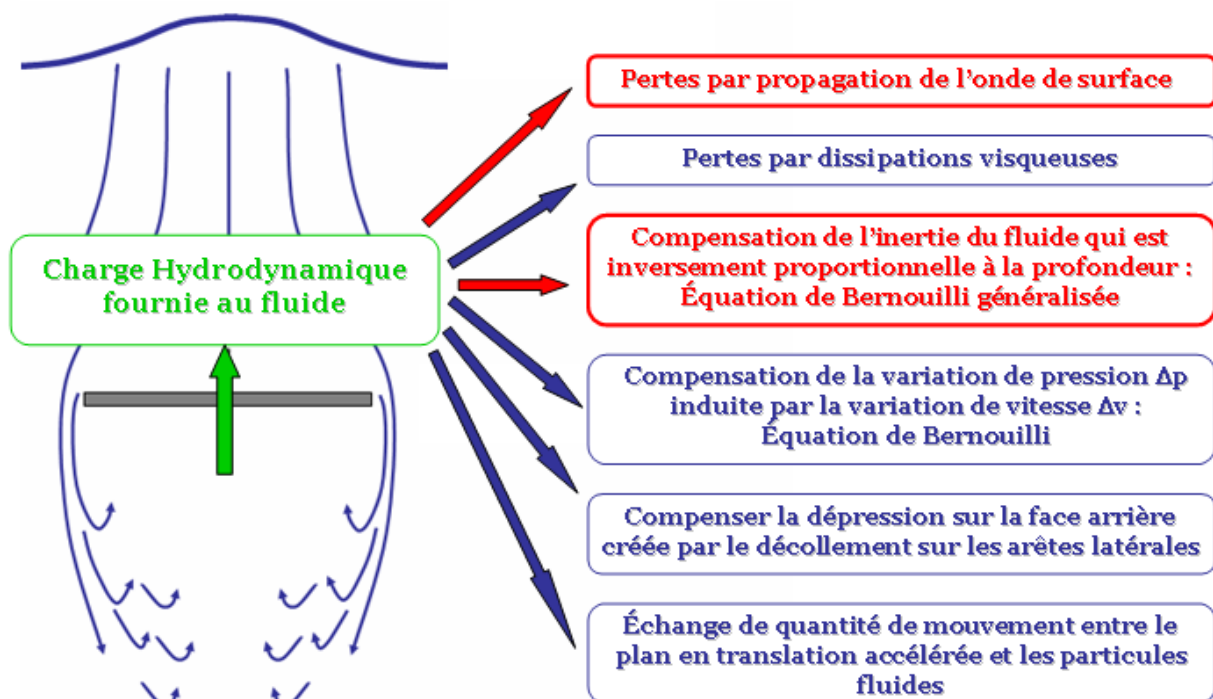 Pertes par propagation de l'onde de surface
Pertes par dissipations visqueuses
Charge Hydrodynamique
fournie au fluide
Compensation de l'inertie du fluide qui est
inversement proportionnelle à la profondeur :
Équation de Bernouilli généralisée
Compensation de la variation de pression Δp
induite par la variation de vitesse Δv :
Équation de Bernouilli
Compenser la dépression sur la face arrière
créée par le décollement sur les arêtes latérales
Échange de quantité de mouvement entre le
plan en translation accélérée et les particules
fluides